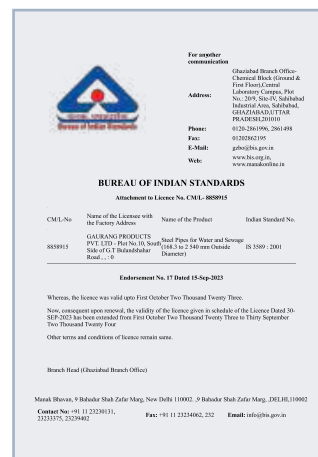 For another
communication
Address:
Ghaziabad Branch Office-
Chemical Block (Ground &
First Floor),Central
Laboratory Campus, Plot
No.: 20/9, Site-IV, Sahibabad
Industrial Area, Sahibabad,
GHAZIABAD,UTTAR
PRADESH,201010
Phone: 0120-2861996, 2861498
Fax: 01202862195
E-Mail: gzbo@bis.gov.in
Web: www.bis.org.in,
www.manakonline.in
Bureau of Indian Standards
BUREAU OF INDIAN STANDARDS
Attachment to Licence No. CM/L- 8858915
CM/L-No Name of the Licensee with
the Factory Address Name of the Product Indian Standard No.
8858915 GAURANG PRODUCTS
PVT. LTD - Plot No.10, South
Side of G.T Bulandshahar
Road , , : 0
Steel Pipes for Water and Sewage
(168.3 to 2 540 mm Outside
Diameter)
IS 3589 : 2001
Endorsement No. 17 Dated 15-Sep-2023
Whereas, the licence was valid upto First October Two Thousand Twenty Three.
Now, consequent upon renewal, the validity of the licence given in schedule of the Licence Dated 30-
SEP-2023 has been extended from First October Two Thousand Twenty Three to Thirty September
Two Thousand Twenty Four
Other terms and conditions of licence remain same.
Branch Head (Ghaziabad Branch Office)
Manak Bhavan, 9 Bahadur Shah Zafar Marg, New Delhi 110002. ,9 Bahadur Shah Zafar Marg, ,DELHI,110002
Contact No: +91 11 23230131,
23233375, 23239402
Fax: +91 11 23234062, 232
Email: info@bis.gov.in